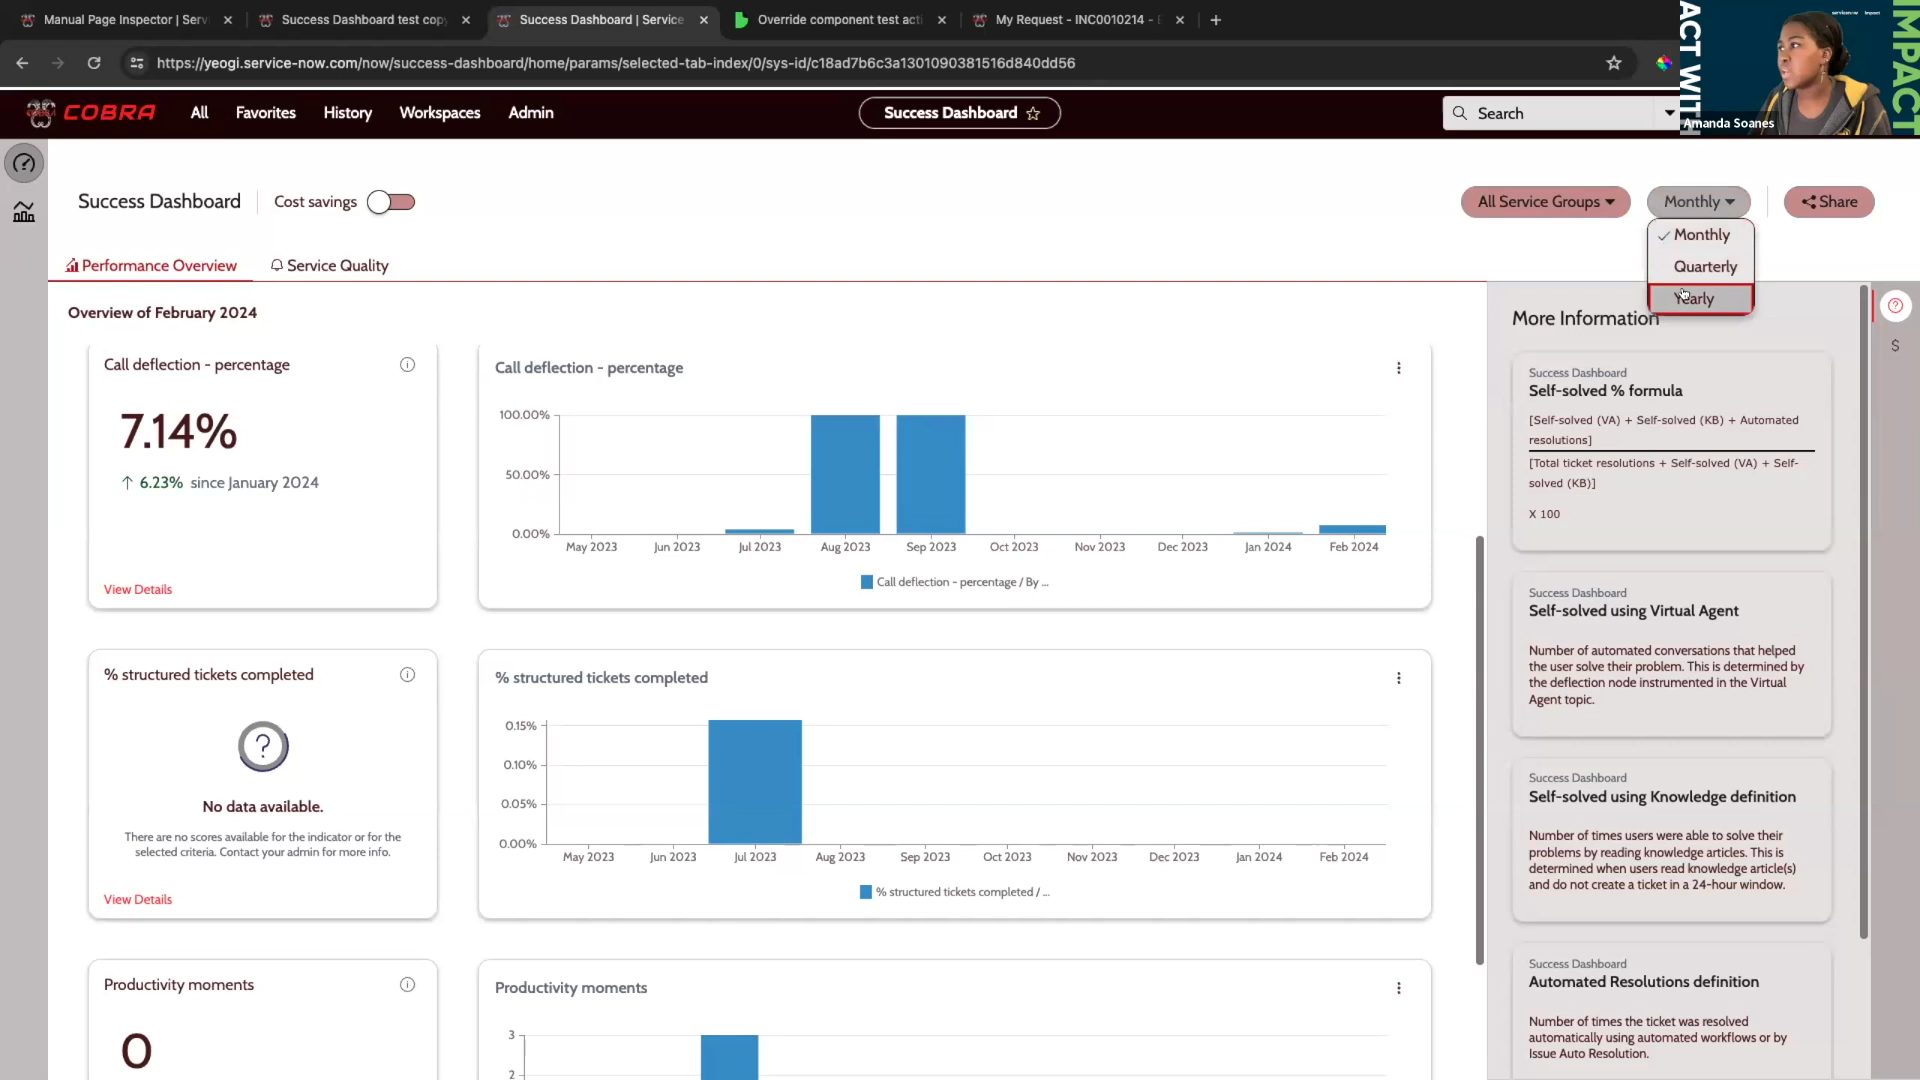 Manual Page Inspector | Serv
Success Dashboard test copy
Success Dashboard | Service
Override component test acti
My Request - INC0010214 - E
https://yeogi.service-now.com/now/success-dashboard/home/params/selected-tab-index/0/sys-id/c18ad7b6c3a1301090381516d840dd56
ACT WITH
IMPACT
Amanda Soanes
COBRA
All
Favorites
History
Workspaces
Admin
Success Dashboard
Search
Success Dashboard
Cost savings
All Service Groups
Monthly
Share
Monthly
Quarterly
Yearly
Performance Overview
Service Quality
Overview of February 2024
Call deflection - percentage
7.14%
↑ 6.23% since January 2024
View Details
Call deflection - percentage
100.00%
50.00%
0.00%
May 2023 Jun 2023 Jul 2023 Aug 2023 Sep 2023 Oct 2023 Nov 2023 Dec 2023 Jan 2024 Feb 2024
Call deflection - percentage / By ...
% structured tickets completed
?
No data available.
There are no scores available for the indicator or for the
selected criteria. Contact your admin for more info.
View Details
% structured tickets completed
0.15%
0.10%
0.05%
0.00%
May 2023 Jun 2023 Jul 2023 Aug 2023 Sep 2023 Oct 2023 Nov 2023 Dec 2023 Jan 2024 Feb 2024
% structured tickets completed / ...
Productivity moments
0
Productivity moments
3
2
More Information
Success Dashboard
Self-solved % formula
[Self-solved (VA) + Self-solved (KB) + Automated
resolutions]
[Total ticket resolutions + Self-solved (VA) + Self-
solved (KB)]
X 100
Success Dashboard
Self-solved using Virtual Agent
Number of automated conversations that helped
the user solve their problem. This is determined by
the deflection node instrumented in the Virtual
Agent topic.
Success Dashboard
Self-solved using Knowledge definition
Number of times users were able to solve their
problems by reading knowledge articles. This is
determined when users read knowledge article(s)
and do not create a ticket in a 24-hour window.
Success Dashboard
Automated Resolutions definition
Number of times the ticket was resolved
automatically using automated workflows or by
Issue Auto Resolution.
?
$